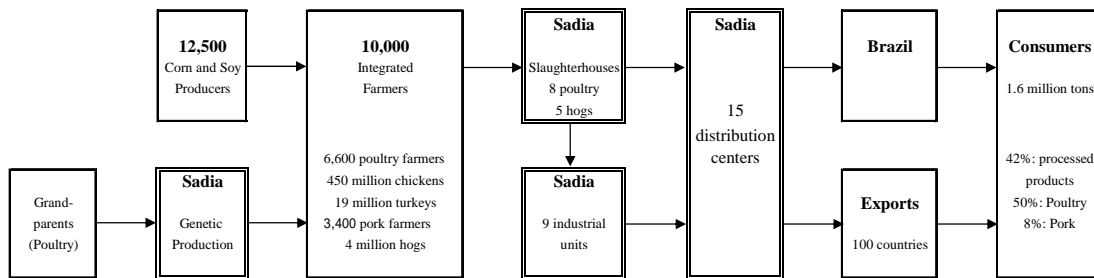 12,500
Corn and Soy
Producers
Grand-
parents
(Poultry)
Sadia
Genetic
Production
10,000
Integrated
Farmers
6,600 poultry farmers
450 million chickens
19 million turkeys
3,400 pork farmers
4 million hogs
Sadia
Slaughterhouses
8 poultry
5 hogs
Sadia
9 industrial
units
Sadia
15
distribution
centers
Brazil
Exports
100 countries
Consumers
1.6 million tons
42%: processed
products
50%: Poultry
8%: Pork